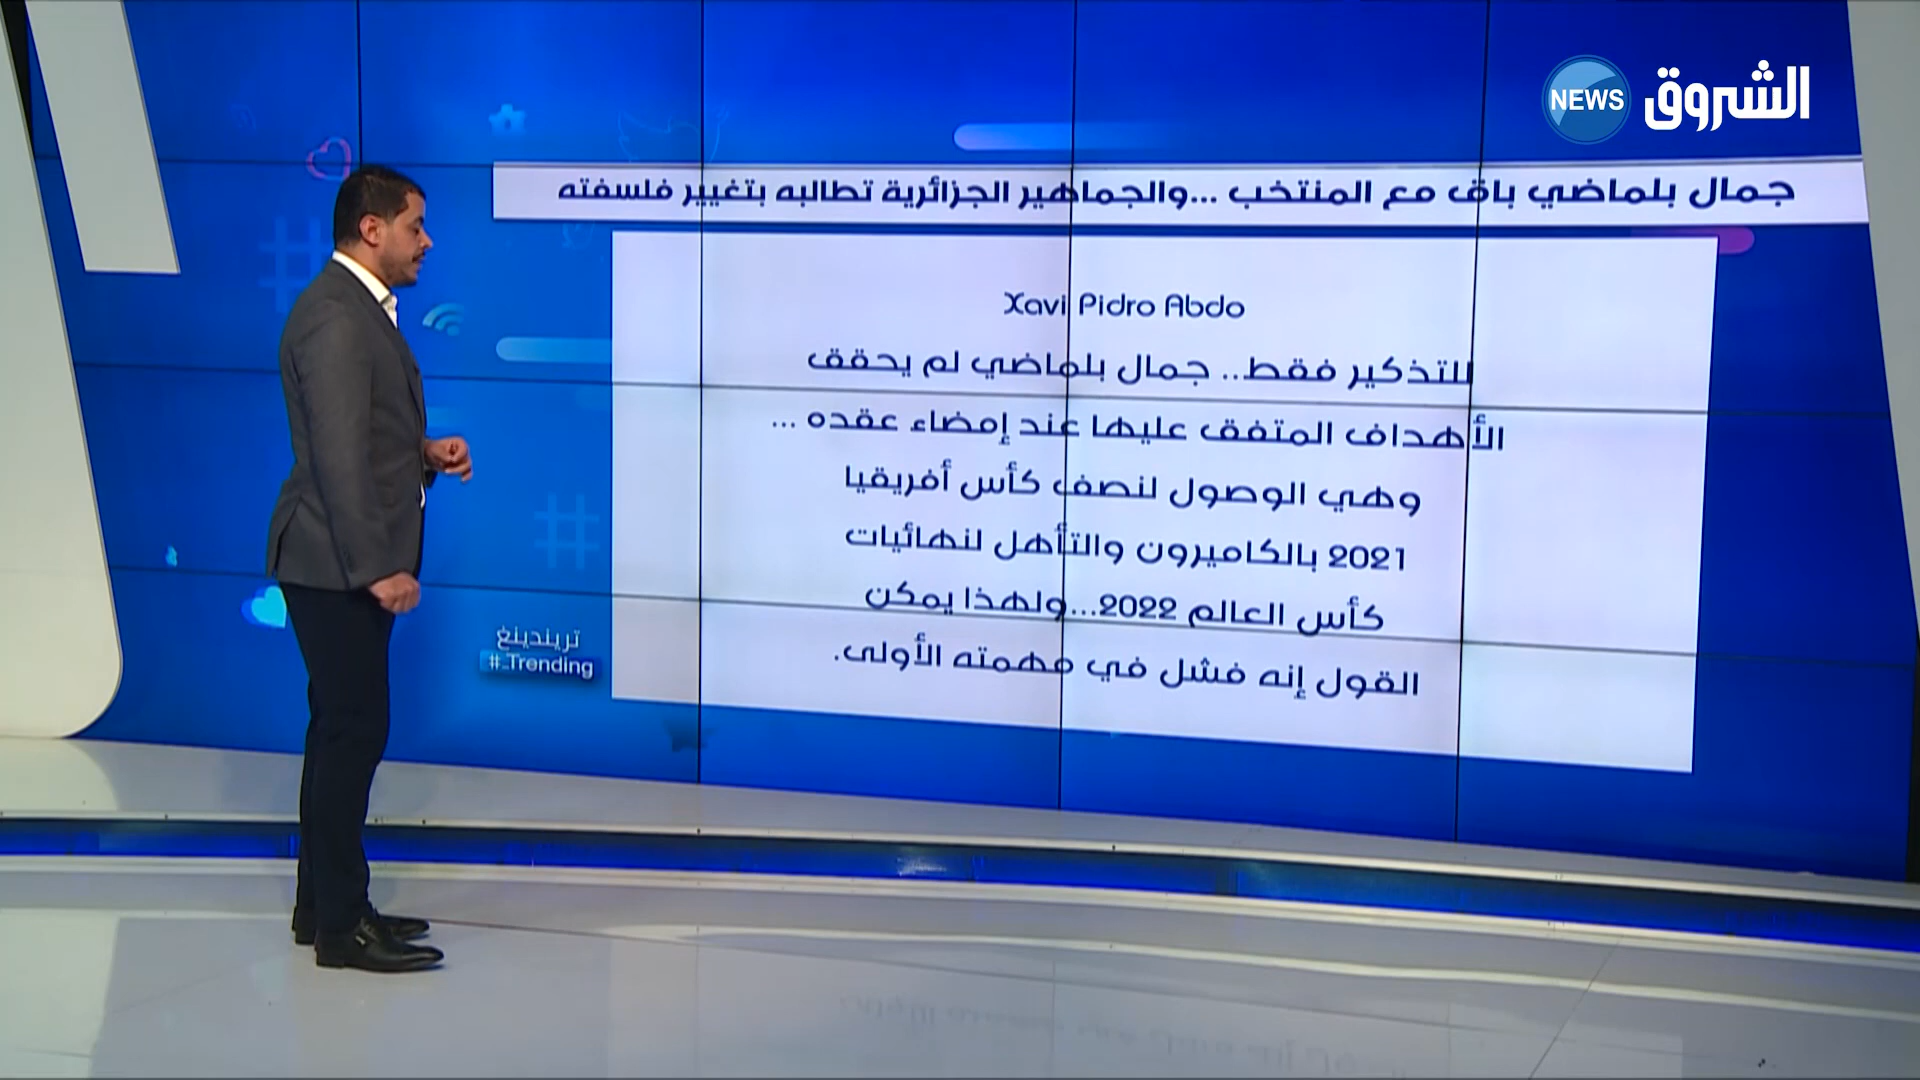 NEWS الشروق
جمال بلماضي باق مع المنتخب ...والجماهير الجزائرية تطالبه بتغيير فلسفته
Xavi Pidro Abdo
للتذكير فقط.. جمال بلماضي لم يحقق
الأهداف المتفق عليها عند إمضاء عقده ...
وهي الوصول لنصف كأس أفريقيا
2021 بالكاميرون والتأهل لنهائيات
كأس العالم 2022...ولهذا يمكن
القول إنه فشل في مهمته الأولى.
تريندينغ
#_Trending